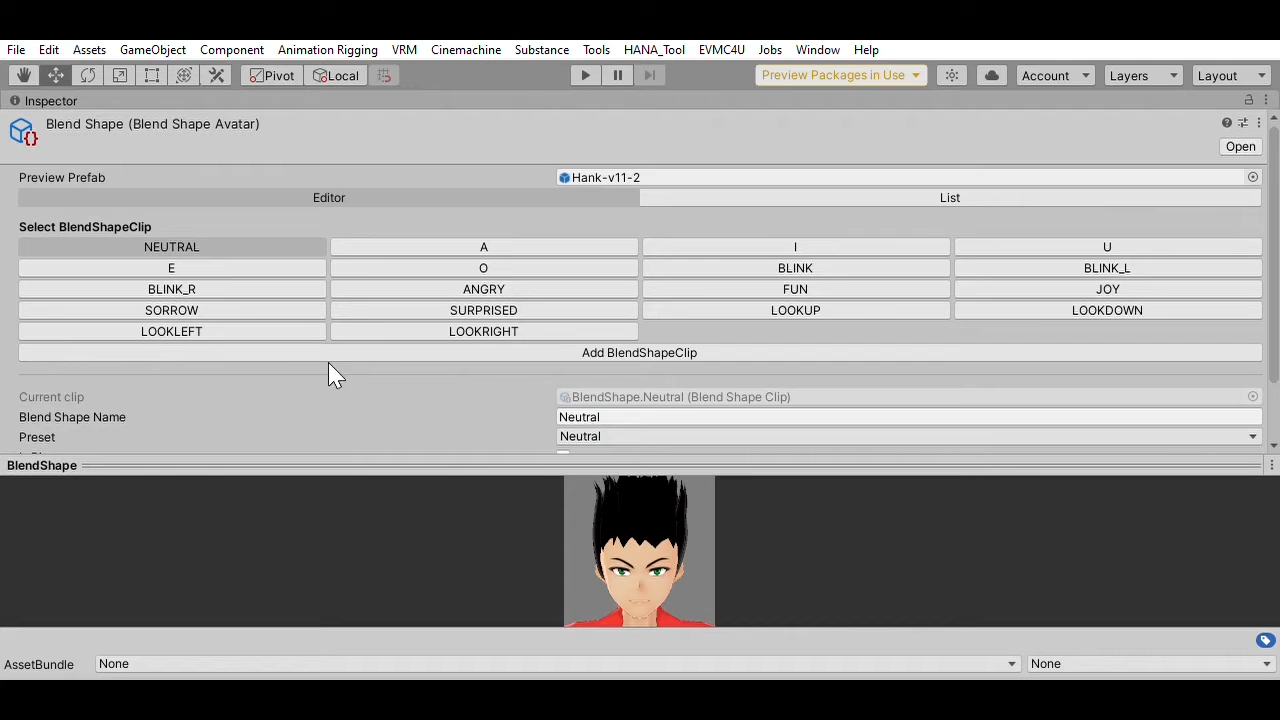 File Edit Assets GameObject Component Animation Rigging VRM Cinemachine Substance Tools HANA_Tool EVMC4U Jobs Window Help
Pivot Local Preview Packages in Use Account Layers Layout
Inspector
Blend Shape (Blend Shape Avatar)
Open
Preview Prefab Hank-v11-2
Editor List
Select BlendShapeClip
NEUTRAL A I U
E O BLINK BLINK_L
BLINK_R ANGRY FUN JOY
SORROW SURPRISED LOOKUP LOOKDOWN
LOOKLEFT LOOKRIGHT
Add BlendShapeClip
Current clip BlendShape.Neutral (Blend Shape Clip)
Blend Shape Name Neutral
Preset Neutral
BlendShape
AssetBundle None None